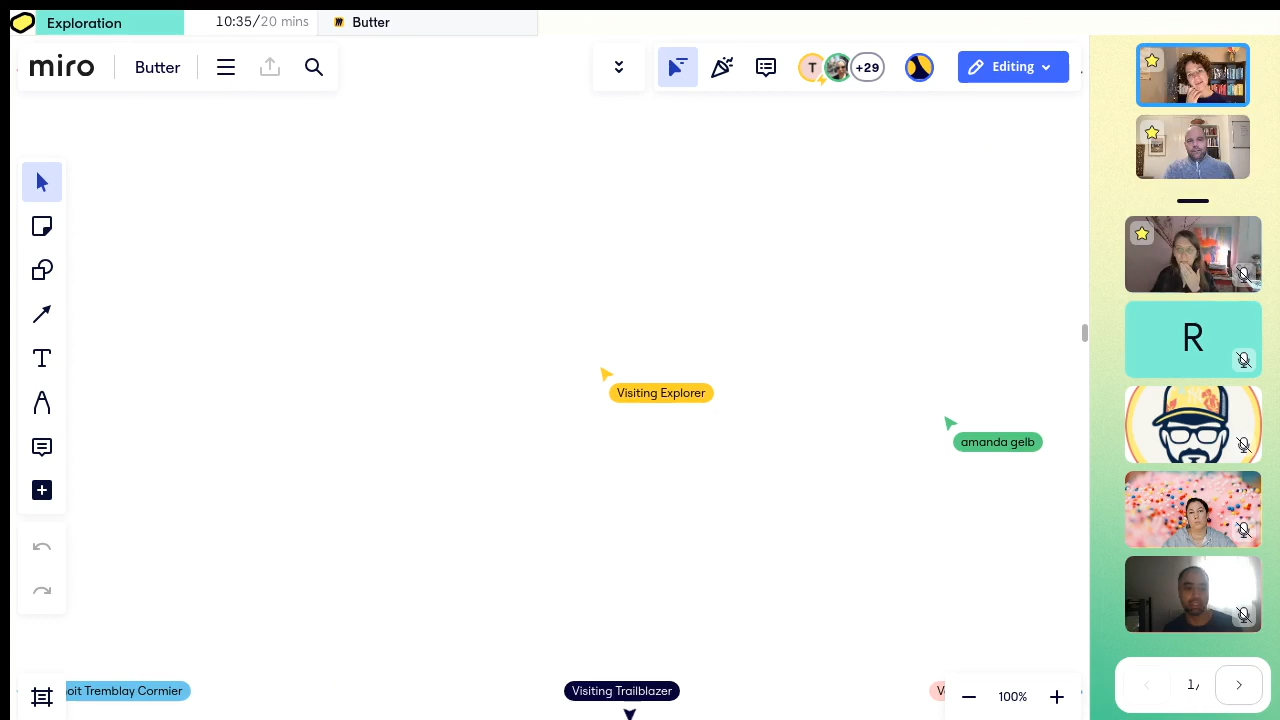 Exploration
10:35/20 mins
Butter
miro
Butter
T
+29
Editing
R
Visiting Explorer
amanda gelb
oit Tremblay Cormier
Visiting Trailblazer
100%
1/